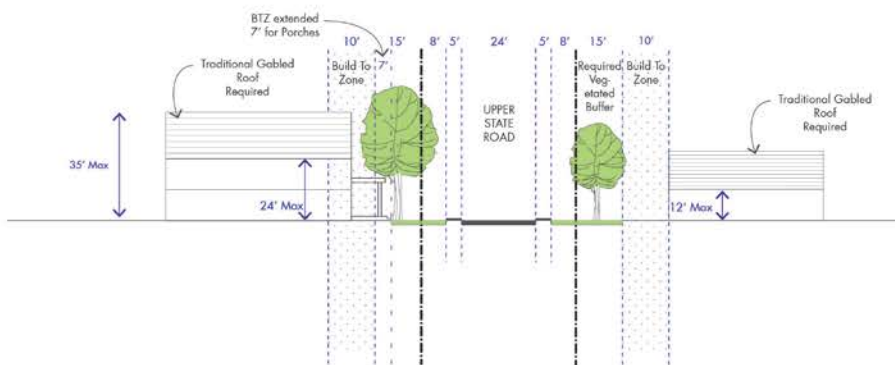 BTZ extended
7' for Porches
10' 15' 8' 5' 24' 5' 8' 15' 10'
Build To
Zone
7'
Traditional Gabled
Roof
Required
35' Max
24' Max
UPPER
STATE
ROAD
Required
Veg-
etated
Buffer
Build To
Zone
Traditional Gabled
Roof
Required
12' Max